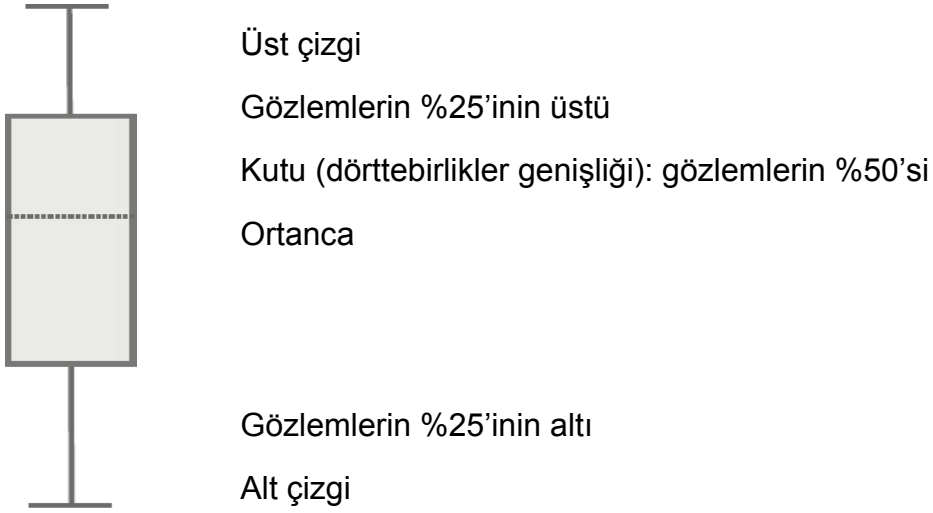 Üst çizgi
Gözlemlerin %25’inin üstü
Kutu (dörttebirlikler genişliği): gözlemlerin %50’si
Ortanca
Gözlemlerin %25’inin altı
Alt çizgi